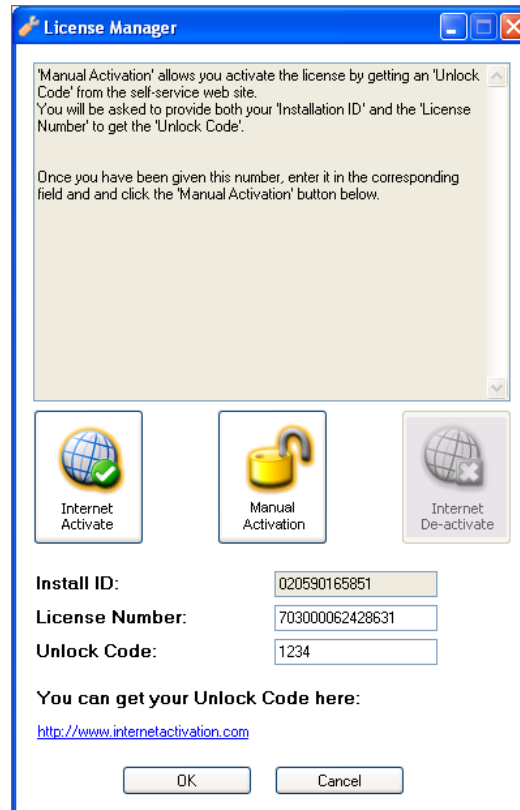 License Manager
'Manual Activation' allows you activate the license by getting an 'Unlock
Code' from the self-service web site.
You will be asked to provide both your 'Installation ID' and the 'License
Number' to get the 'Unlock Code'.
Once you have been given this number, enter it in the corresponding
field and and click the 'Manual Activation' button below.
Internet
Activate
Manual
Activation
Internet
De-activate
Install ID: 020590165851
License Number: 703000062428631
Unlock Code: 1234
You can get your Unlock Code here:
http://www.internetactivation.com
OK Cancel